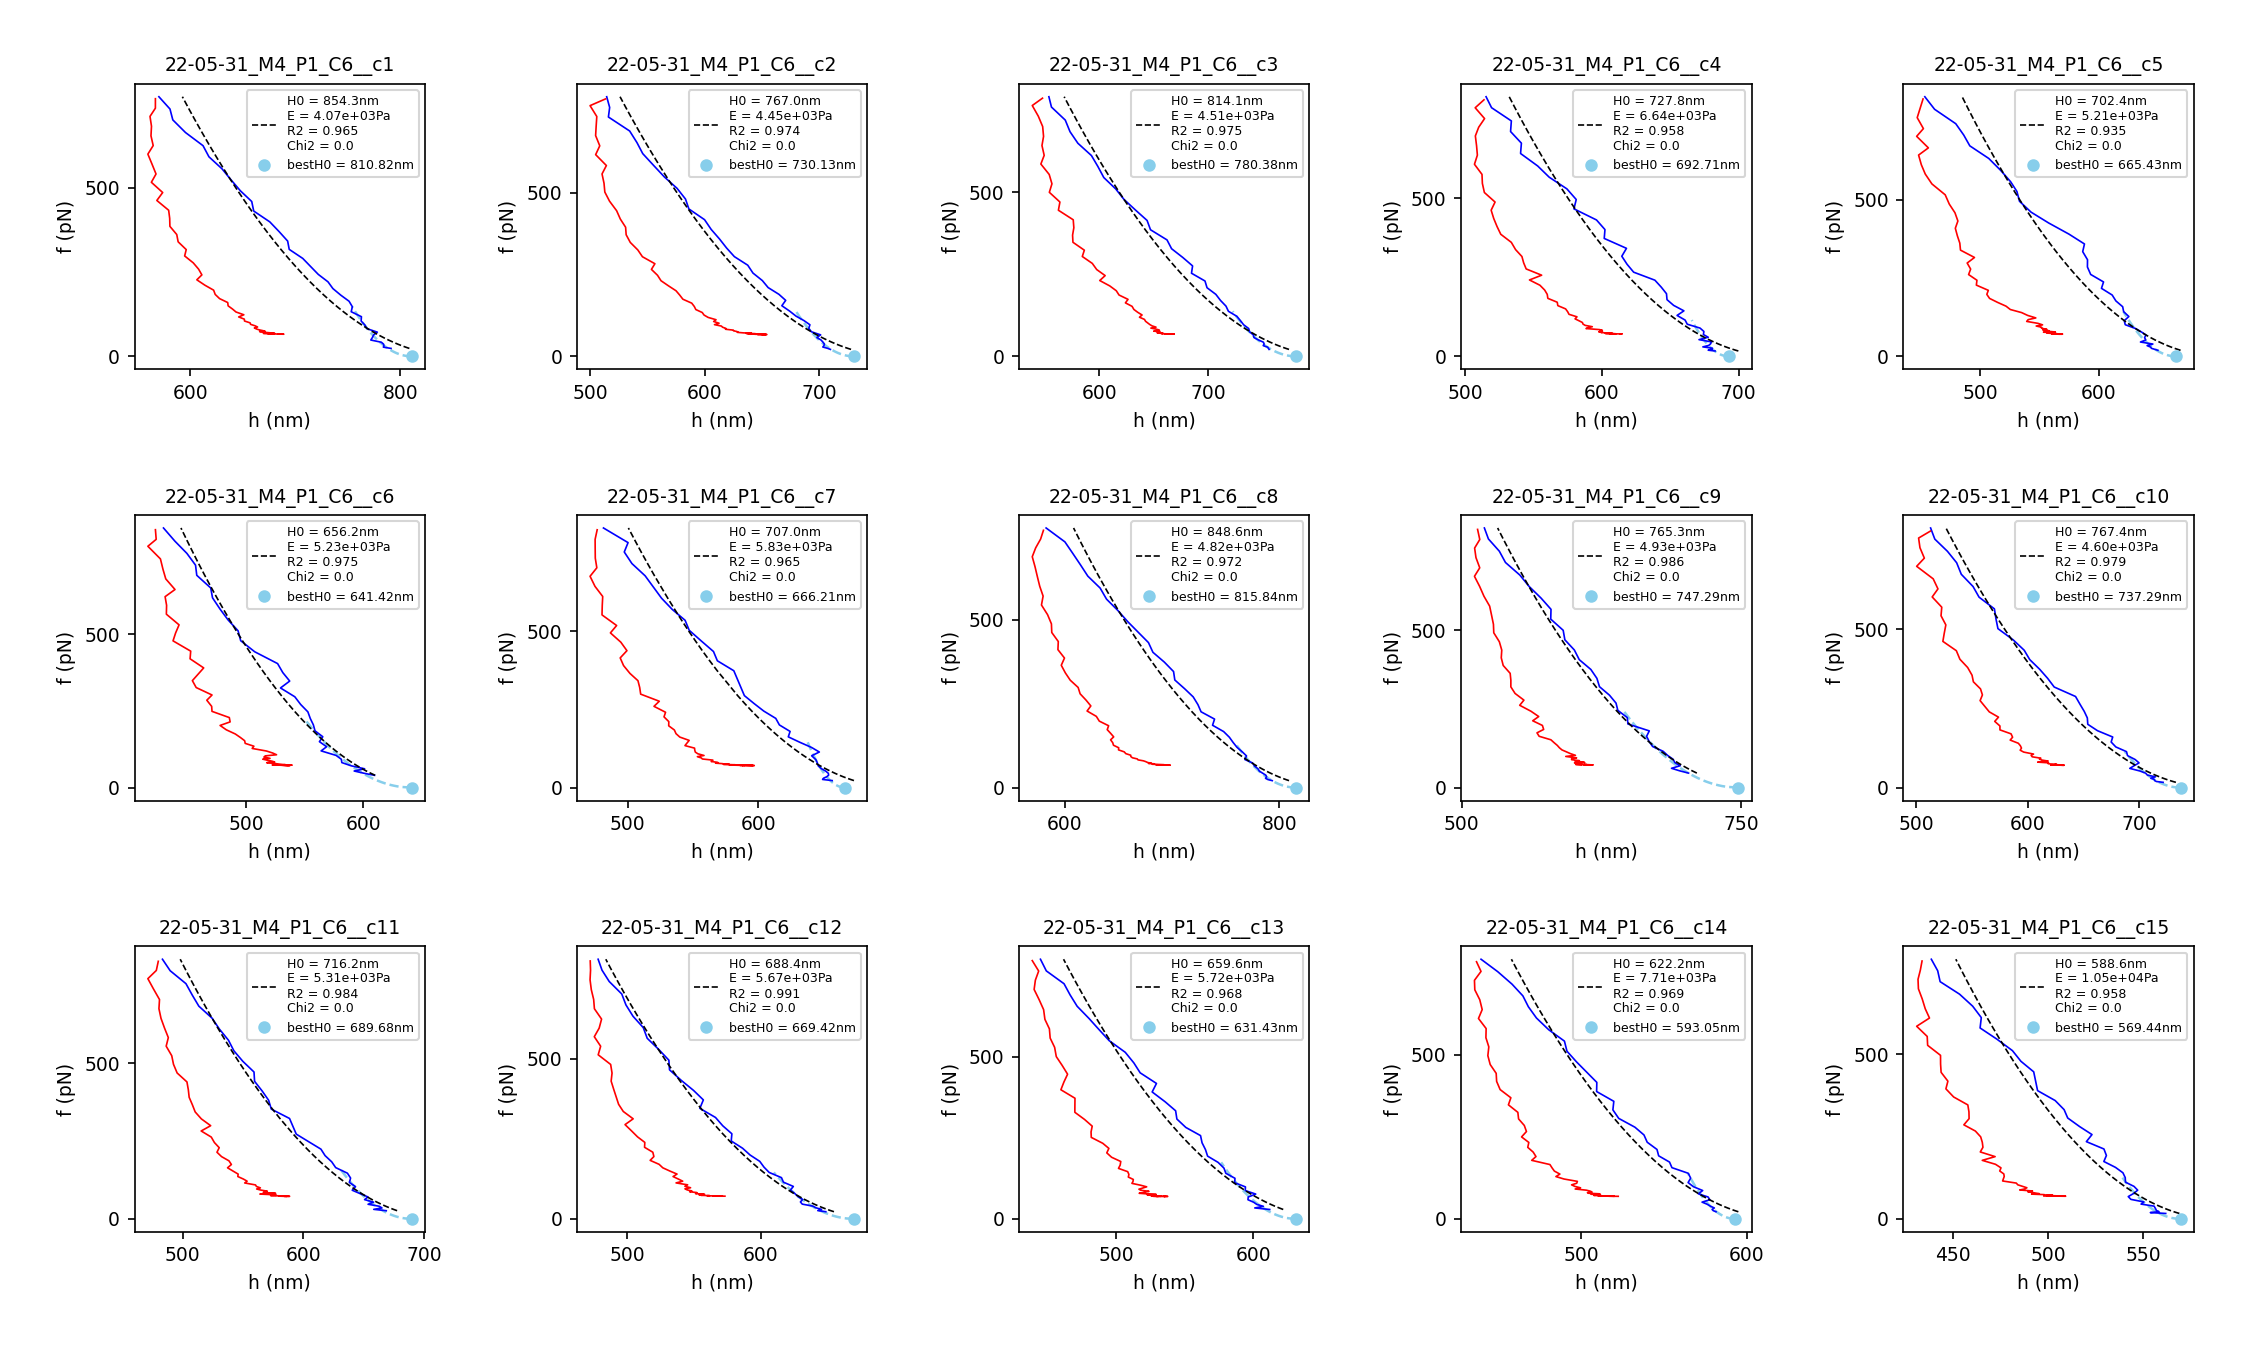 22-05-31_M4_P1_C6__c1
H0 = 854.3nm
E = 4.07e+03Pa
R2 = 0.965
Chi2 = 0.0
bestH0 = 810.82nm
f (pN)
500
0
600 800
h (nm)
22-05-31_M4_P1_C6__c2
H0 = 767.0nm
E = 4.45e+03Pa
R2 = 0.974
Chi2 = 0.0
bestH0 = 730.13nm
f (pN)
500
0
500 600 700
h (nm)
22-05-31_M4_P1_C6__c3
H0 = 814.1nm
E = 4.51e+03Pa
R2 = 0.975
Chi2 = 0.0
bestH0 = 780.38nm
f (pN)
500
0
600 700
h (nm)
22-05-31_M4_P1_C6__c4
H0 = 727.8nm
E = 6.64e+03Pa
R2 = 0.958
Chi2 = 0.0
bestH0 = 692.71nm
f (pN)
500
0
500 600 700
h (nm)
22-05-31_M4_P1_C6__c5
H0 = 702.4nm
E = 5.21e+03Pa
R2 = 0.935
Chi2 = 0.0
bestH0 = 665.43nm
f (pN)
500
0
500 600
h (nm)
22-05-31_M4_P1_C6__c6
H0 = 656.2nm
E = 5.23e+03Pa
R2 = 0.975
Chi2 = 0.0
bestH0 = 641.42nm
f (pN)
500
0
500 600
h (nm)
22-05-31_M4_P1_C6__c7
H0 = 707.0nm
E = 5.83e+03Pa
R2 = 0.965
Chi2 = 0.0
bestH0 = 666.21nm
f (pN)
500
0
500 600
h (nm)
22-05-31_M4_P1_C6__c8
H0 = 848.6nm
E = 4.82e+03Pa
R2 = 0.972
Chi2 = 0.0
bestH0 = 815.84nm
f (pN)
500
0
600 800
h (nm)
22-05-31_M4_P1_C6__c9
H0 = 765.3nm
E = 4.93e+03Pa
R2 = 0.986
Chi2 = 0.0
bestH0 = 747.29nm
f (pN)
500
0
500 750
h (nm)
22-05-31_M4_P1_C6__c10
H0 = 767.4nm
E = 4.60e+03Pa
R2 = 0.979
Chi2 = 0.0
bestH0 = 737.29nm
f (pN)
500
0
500 600 700
h (nm)
22-05-31_M4_P1_C6__c11
H0 = 716.2nm
E = 5.31e+03Pa
R2 = 0.984
Chi2 = 0.0
bestH0 = 689.68nm
f (pN)
500
0
500 600 700
h (nm)
22-05-31_M4_P1_C6__c12
H0 = 688.4nm
E = 5.67e+03Pa
R2 = 0.991
Chi2 = 0.0
bestH0 = 669.42nm
f (pN)
500
0
500 600
h (nm)
22-05-31_M4_P1_C6__c13
H0 = 659.6nm
E = 5.72e+03Pa
R2 = 0.968
Chi2 = 0.0
bestH0 = 631.43nm
f (pN)
500
0
500 600
h (nm)
22-05-31_M4_P1_C6__c14
H0 = 622.2nm
E = 7.71e+03Pa
R2 = 0.969
Chi2 = 0.0
bestH0 = 593.05nm
f (pN)
500
0
500 600
h (nm)
22-05-31_M4_P1_C6__c15
H0 = 588.6nm
E = 1.05e+04Pa
R2 = 0.958
Chi2 = 0.0
bestH0 = 569.44nm
f (pN)
500
0
450 500 550
h (nm)